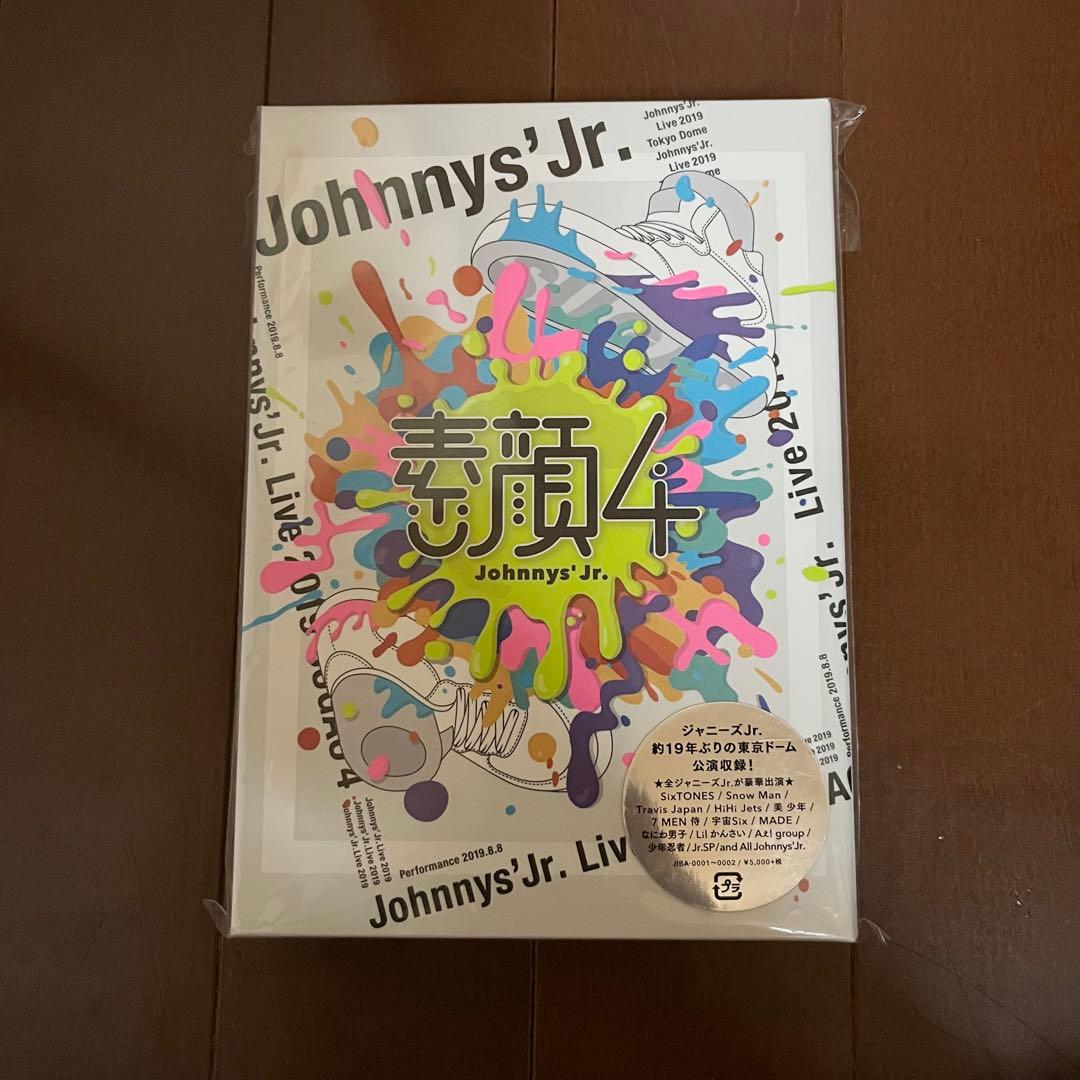 Johnnys'Jr.
Johnnys'Jr.
Live 2019
Tokyo Dome
Johnnys'Jr.
Live 2019
Performance 2019.8.8
素顔4
Johnnys'Jr.
Performance 2019.8.8
Johnnys'Jr. Live 2019
Johnnys'Jr. Live 2019
Johnnys'Jr. Live 2019
Performance 2019.8.8
Johnnys'Jr. Liv
ジャニーズJr.
約19年ぶりの東京ドーム
公演収録!
★全ジャニーズJr.が豪華出演★
SixTONES / Snow Man /
Travis Japan / HiHi Jets / 美 少年 /
7 MEN 侍 / 宇宙Six / MADE /
なにわ男子 / Lil かんさい / Aぇ! group /
少年忍者 / Jr.SP/and All Johnnys'Jr.
JIBA-0001〜0002 / ¥5,000+税
プラ